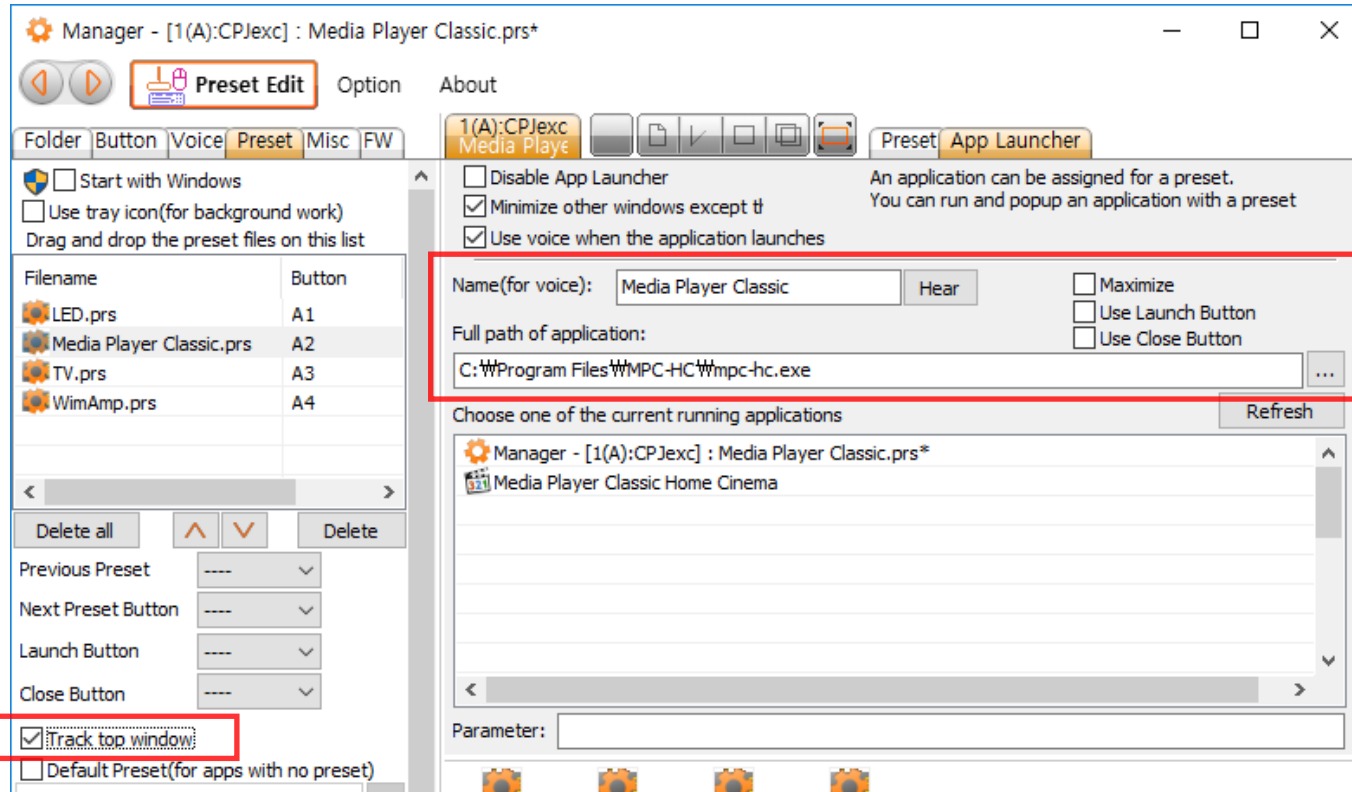 Manager - [1(A):CPJexc] : Media Player Classic.prs*
Preset Edit Option About
Folder Button Voice Preset Misc FW
Start with Windows
Use tray icon(for background work)
Drag and drop the preset files on this list
Filename Button
LED.prs A1
Media Player Classic.prs A2
TV.prs A3
WimAmp.prs A4
Delete all Delete
Previous Preset ----
Next Preset Button ----
Launch Button ----
Close Button ----
Track top window
Default Preset(for apps with no preset)
1(A):CPJexc
Media Playe
Preset App Launcher
Disable App Launcher
Minimize other windows except th
Use voice when the application launches
An application can be assigned for a preset.
You can run and popup an application with a preset
Name(for voice): Media Player Classic Hear
Maximize
Use Launch Button
Use Close Button
Full path of application:
C:₩Program Files₩MPC-HC₩mpc-hc.exe ...
Choose one of the current running applications Refresh
Manager - [1(A):CPJexc] : Media Player Classic.prs*
321 Media Player Classic Home Cinema
Parameter: